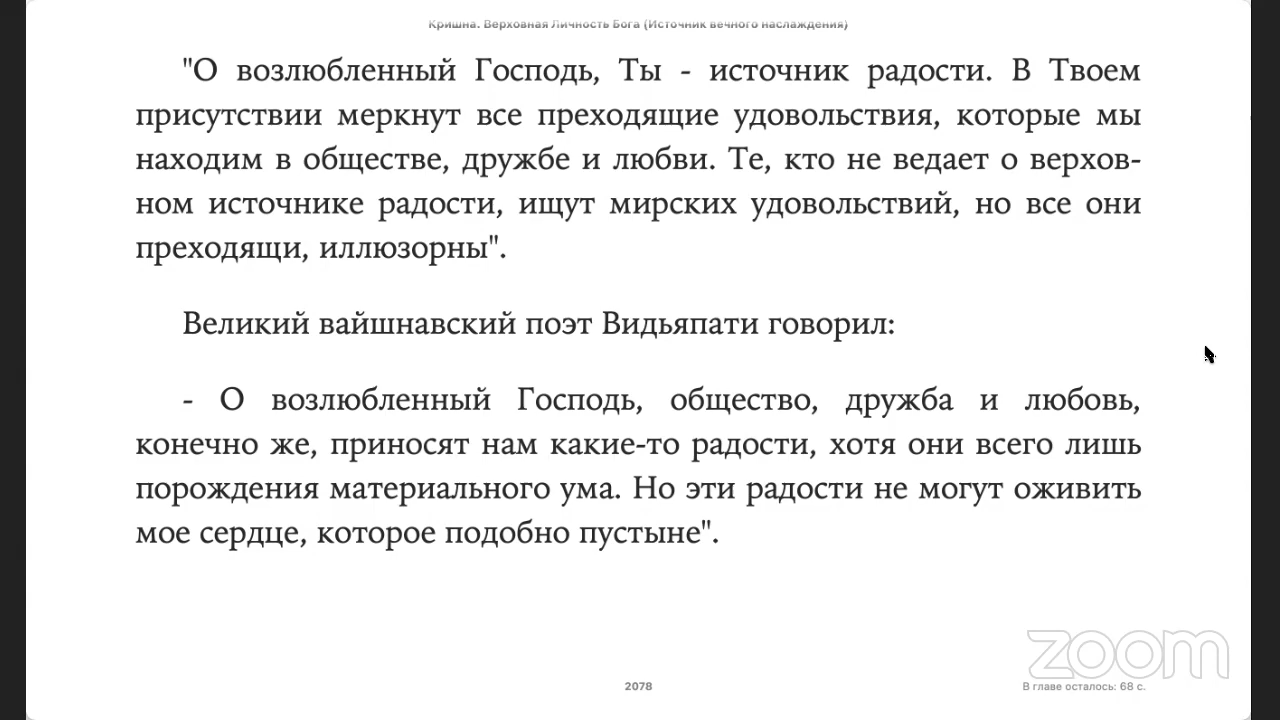 Кришна. Верховная Личность Бога (Источник вечного наслаждения)
"О возлюбленный Господь, Ты - источник радости. В Твоем
присутствии меркнут все преходящие удовольствия, которые мы
находим в обществе, дружбе и любви. Те, кто не ведает о верхов-
ном источнике радости, ищут мирских удовольствий, но все они
преходящи, иллюзорны".
Великий вайшнавский поэт Видьяпати говорил:
- О возлюбленный Господь, общество, дружба и любовь,
конечно же, приносят нам какие-то радости, хотя они всего лишь
порождения материального ума. Но эти радости не могут оживить
мое сердце, которое подобно пустыне".
zoom
2078
В главе осталось: 68 с.